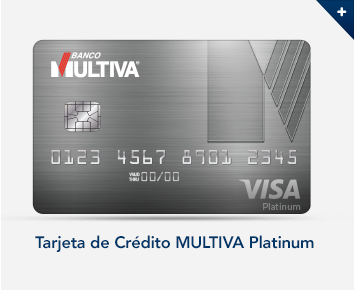 +
BANCO
MULTIVA®
0123 4567 8901 2345
VALID
THRU 00/00
VISA
Platinum
Tarjeta de Crédito MULTIVA Platinum